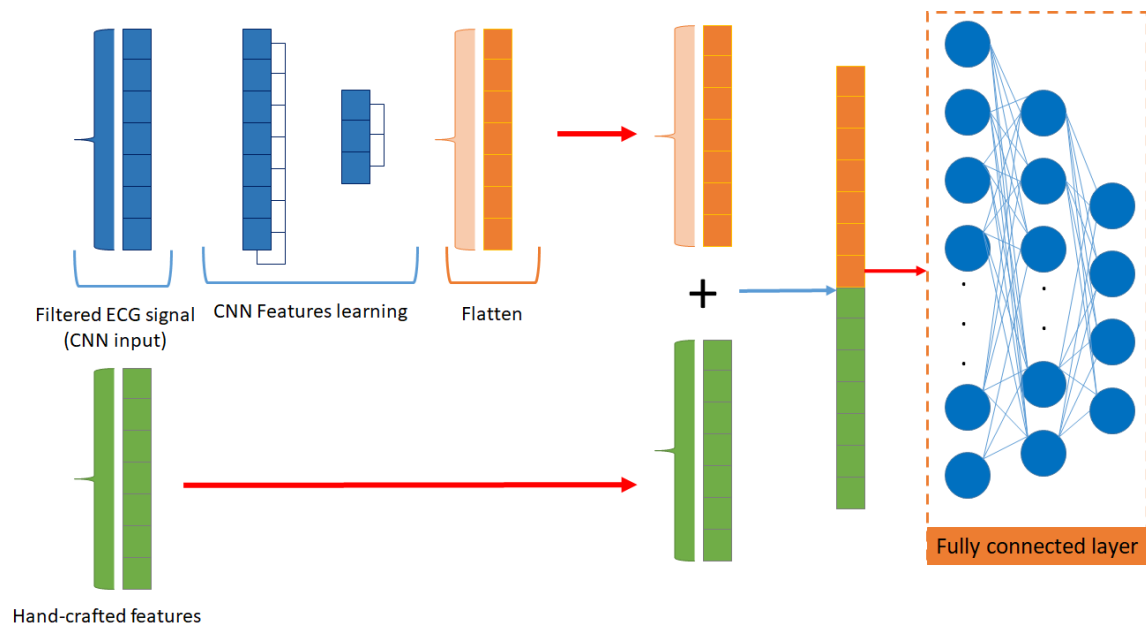 Filtered ECG signal
(CNN input)
CNN Features learning
Flatten
+
Hand-crafted features
Fully connected layer